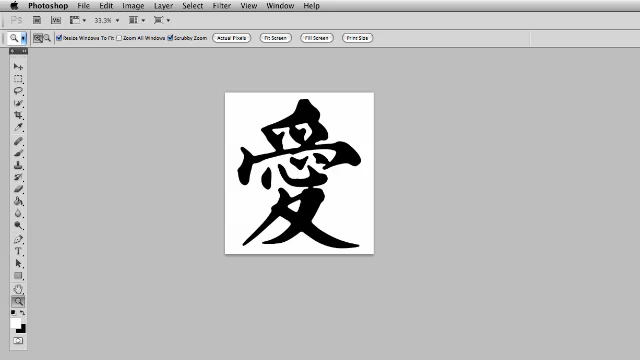 Photoshop File Edit Image Layer Select Filter View Window Help
33.3%
Resize Windows To Fit Zoom All Windows Scrubby Zoom Actual Pixels Fit Screen Fill Screen Print Size
愛